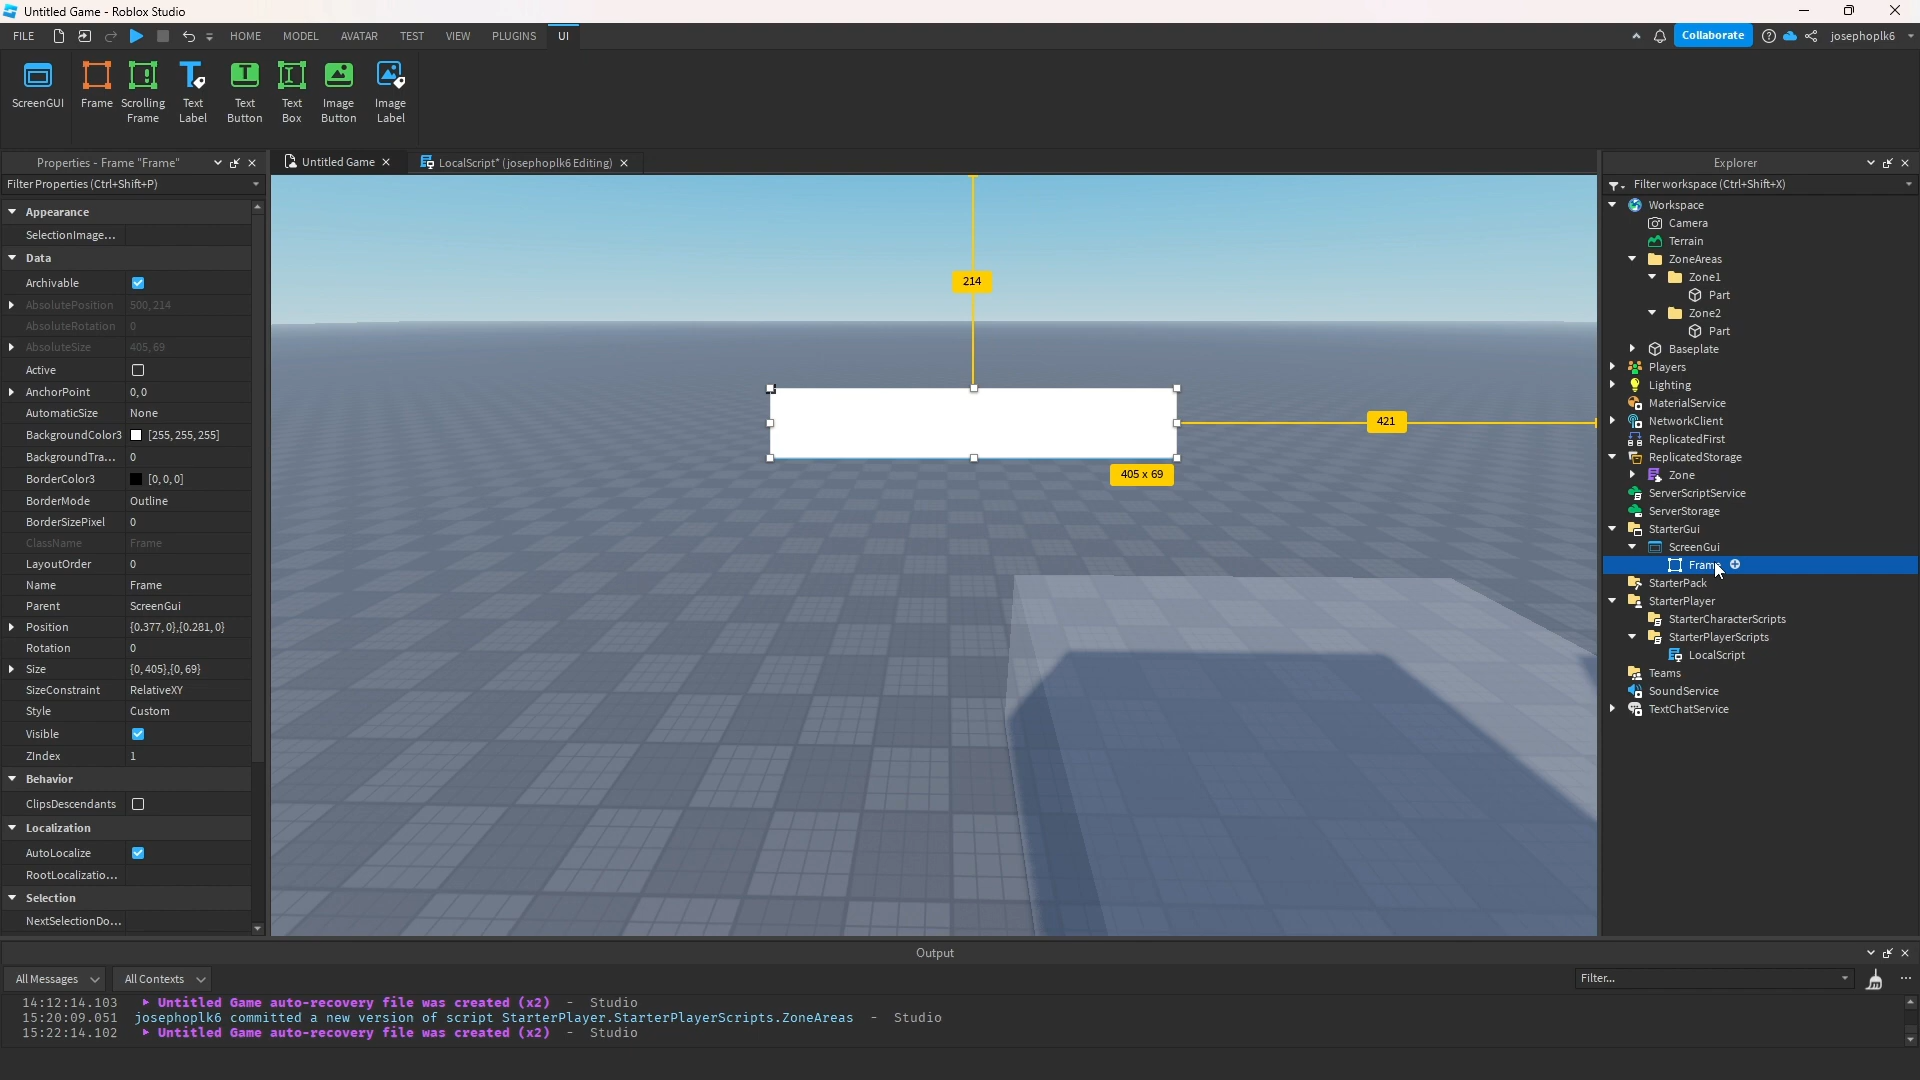 Untitled Game - Roblox Studio
FILE HOME MODEL AVATAR TEST VIEW PLUGINS UI Collaborate josephoplk6
ScreenGUI Frame Scrolling Frame Text Label Text Button Text Box Image Button Image Label
Properties - Frame "Frame"
Filter Properties (Ctrl+Shift+P)
Appearance
SelectionImage...
Data
Archivable
AbsolutePosition 500, 214
AbsoluteRotation 0
AbsoluteSize 405, 69
Active
AnchorPoint 0, 0
AutomaticSize None
BackgroundColor3 [255, 255, 255]
BackgroundTra... 0
BorderColor3 [0, 0, 0]
BorderMode Outline
BorderSizePixel 0
ClassName Frame
LayoutOrder 0
Name Frame
Parent ScreenGui
Position {0.377, 0},{0.281, 0}
Rotation 0
Size {0, 405},{0, 69}
SizeConstraint RelativeXY
Style Custom
Visible
ZIndex 1
Behavior
ClipsDescendants
Localization
AutoLocalize
RootLocalizatio...
Selection
NextSelectionDo...
Untitled Game
LocalScript* (josephoplk6 Editing)
214
421
405 x 69
Explorer
Filter workspace (Ctrl+Shift+X)
Workspace
Camera
Terrain
ZoneAreas
Zone1
Part
Zone2
Part
Baseplate
Players
Lighting
MaterialService
NetworkClient
ReplicatedFirst
ReplicatedStorage
Zone
ServerScriptService
ServerStorage
StarterGui
ScreenGui
Frame
StarterPack
StarterPlayer
StarterCharacterScripts
StarterPlayerScripts
LocalScript
Teams
SoundService
TextChatService
Output
All Messages All Contexts Filter...
14:12:14.103 Untitled Game auto-recovery file was created (x2) - Studio
15:20:09.051 josephoplk6 committed a new version of script StarterPlayer.StarterPlayerScripts.ZoneAreas - Studio
15:22:14.102 Untitled Game auto-recovery file was created (x2) - Studio